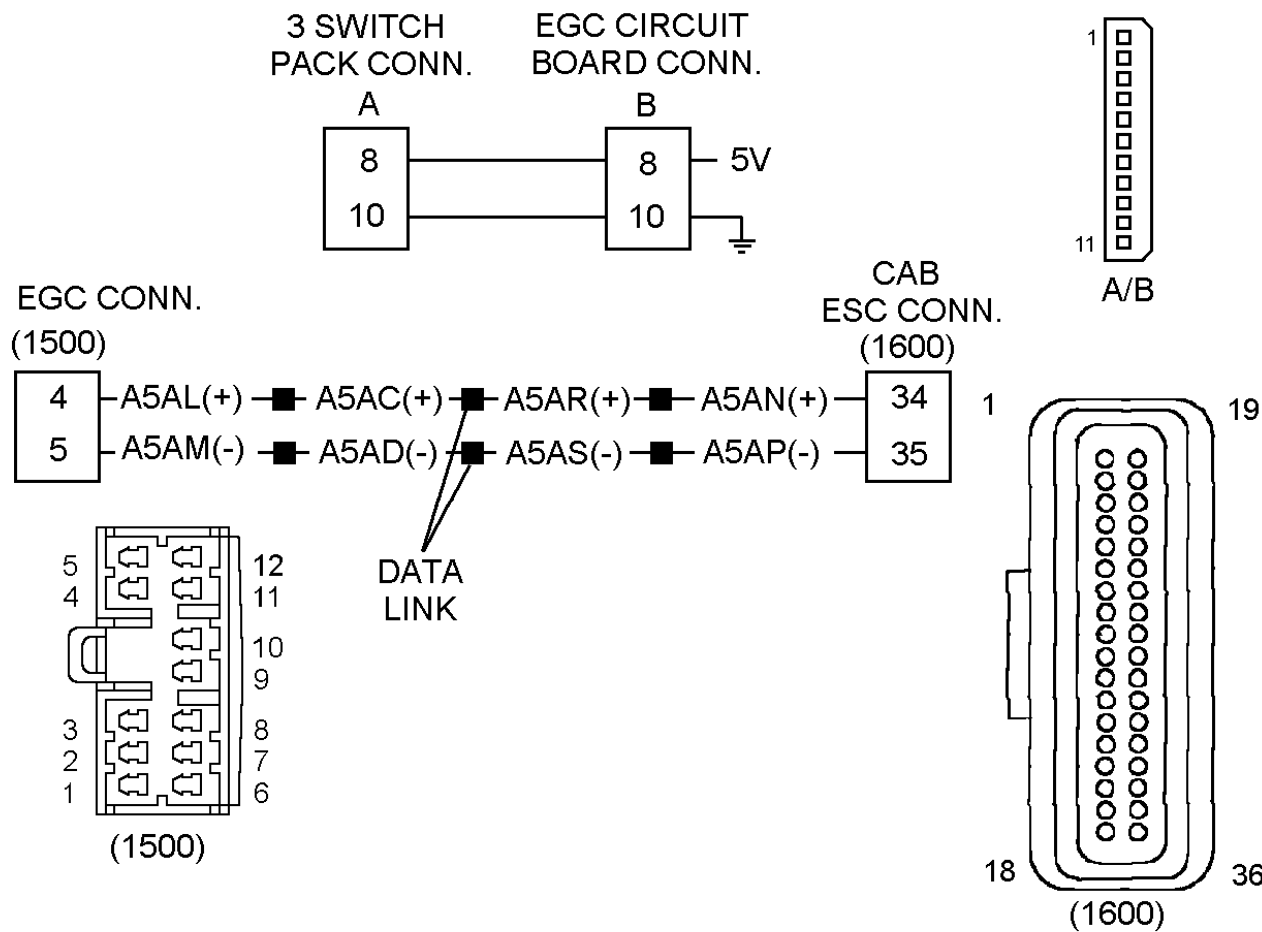 3 SWITCH
PACK CONN.
A
EGC CIRCUIT
BOARD CONN.
B
8
10
8
10
5V
1
11
A/B
EGC CONN.
(1500)
CAB
ESC CONN.
(1600)
4 A5AL(+) A5AC(+) A5AR(+) A5AN(+) 34
5 A5AM(-) A5AD(-) A5AS(-) A5AP(-) 35
DATA
LINK
5 12
4 11
10
9
3 8
2 7
1 6
(1500)
1 19
18 36
(1600)